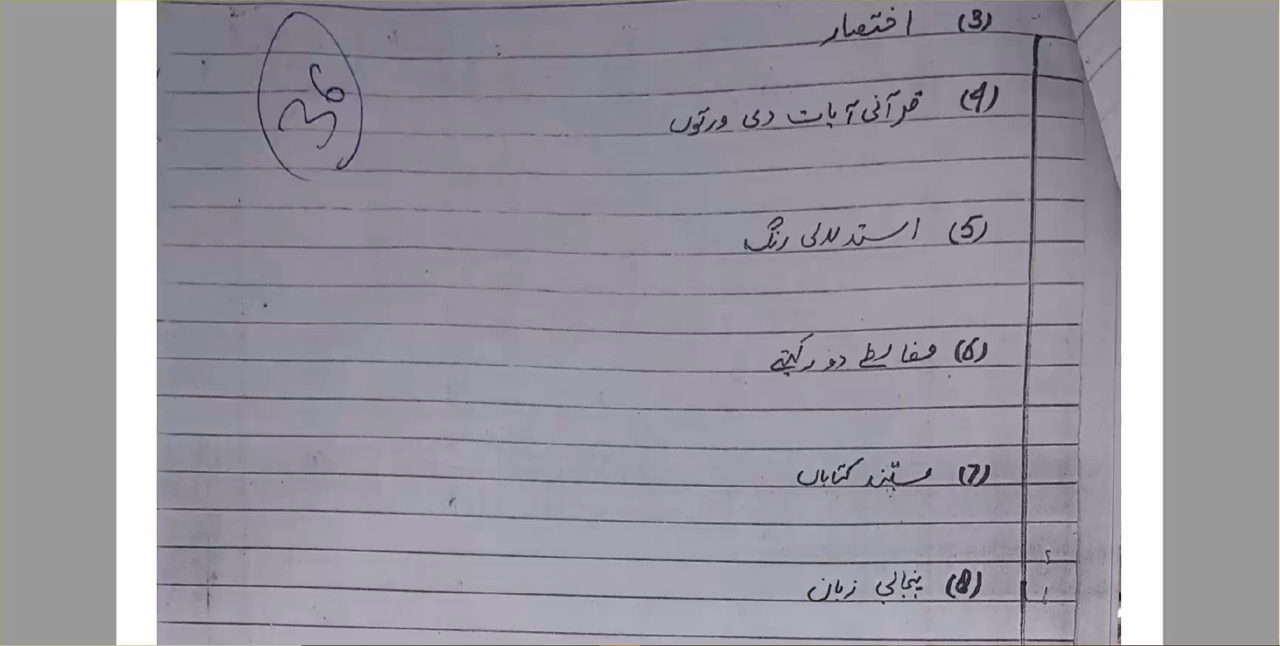 (3) اختصار
36
(4) قرآنی آیات دی ورتوں
(5) استدلالی رنگ
(6) مغالطے دور کیتے
(7) مستند کتاباں
(8) پنجابی زبان